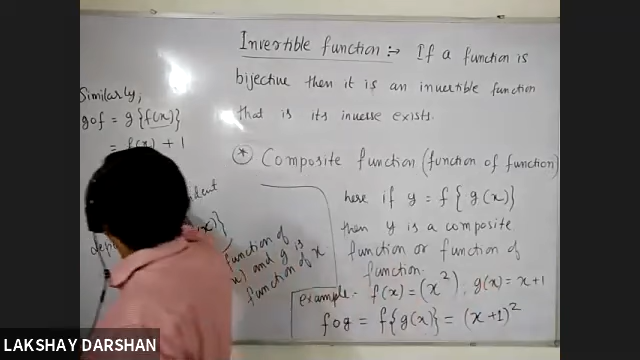 Invertible function :- If a function is
bijective then it is an invertible function
that is its inverse exists.
Similarly,
gof = g{f(x)}
= f(x) + 1
* Composite function (function of function)
here if y = f{g(x)}
then y is a composite
function or function of
function.
function of
and g is
function of x
example:- f(x) = (x²), g(x) = x+1
fog = f{g(x)} = (x+1)²
LAKSHAY DARSHAN